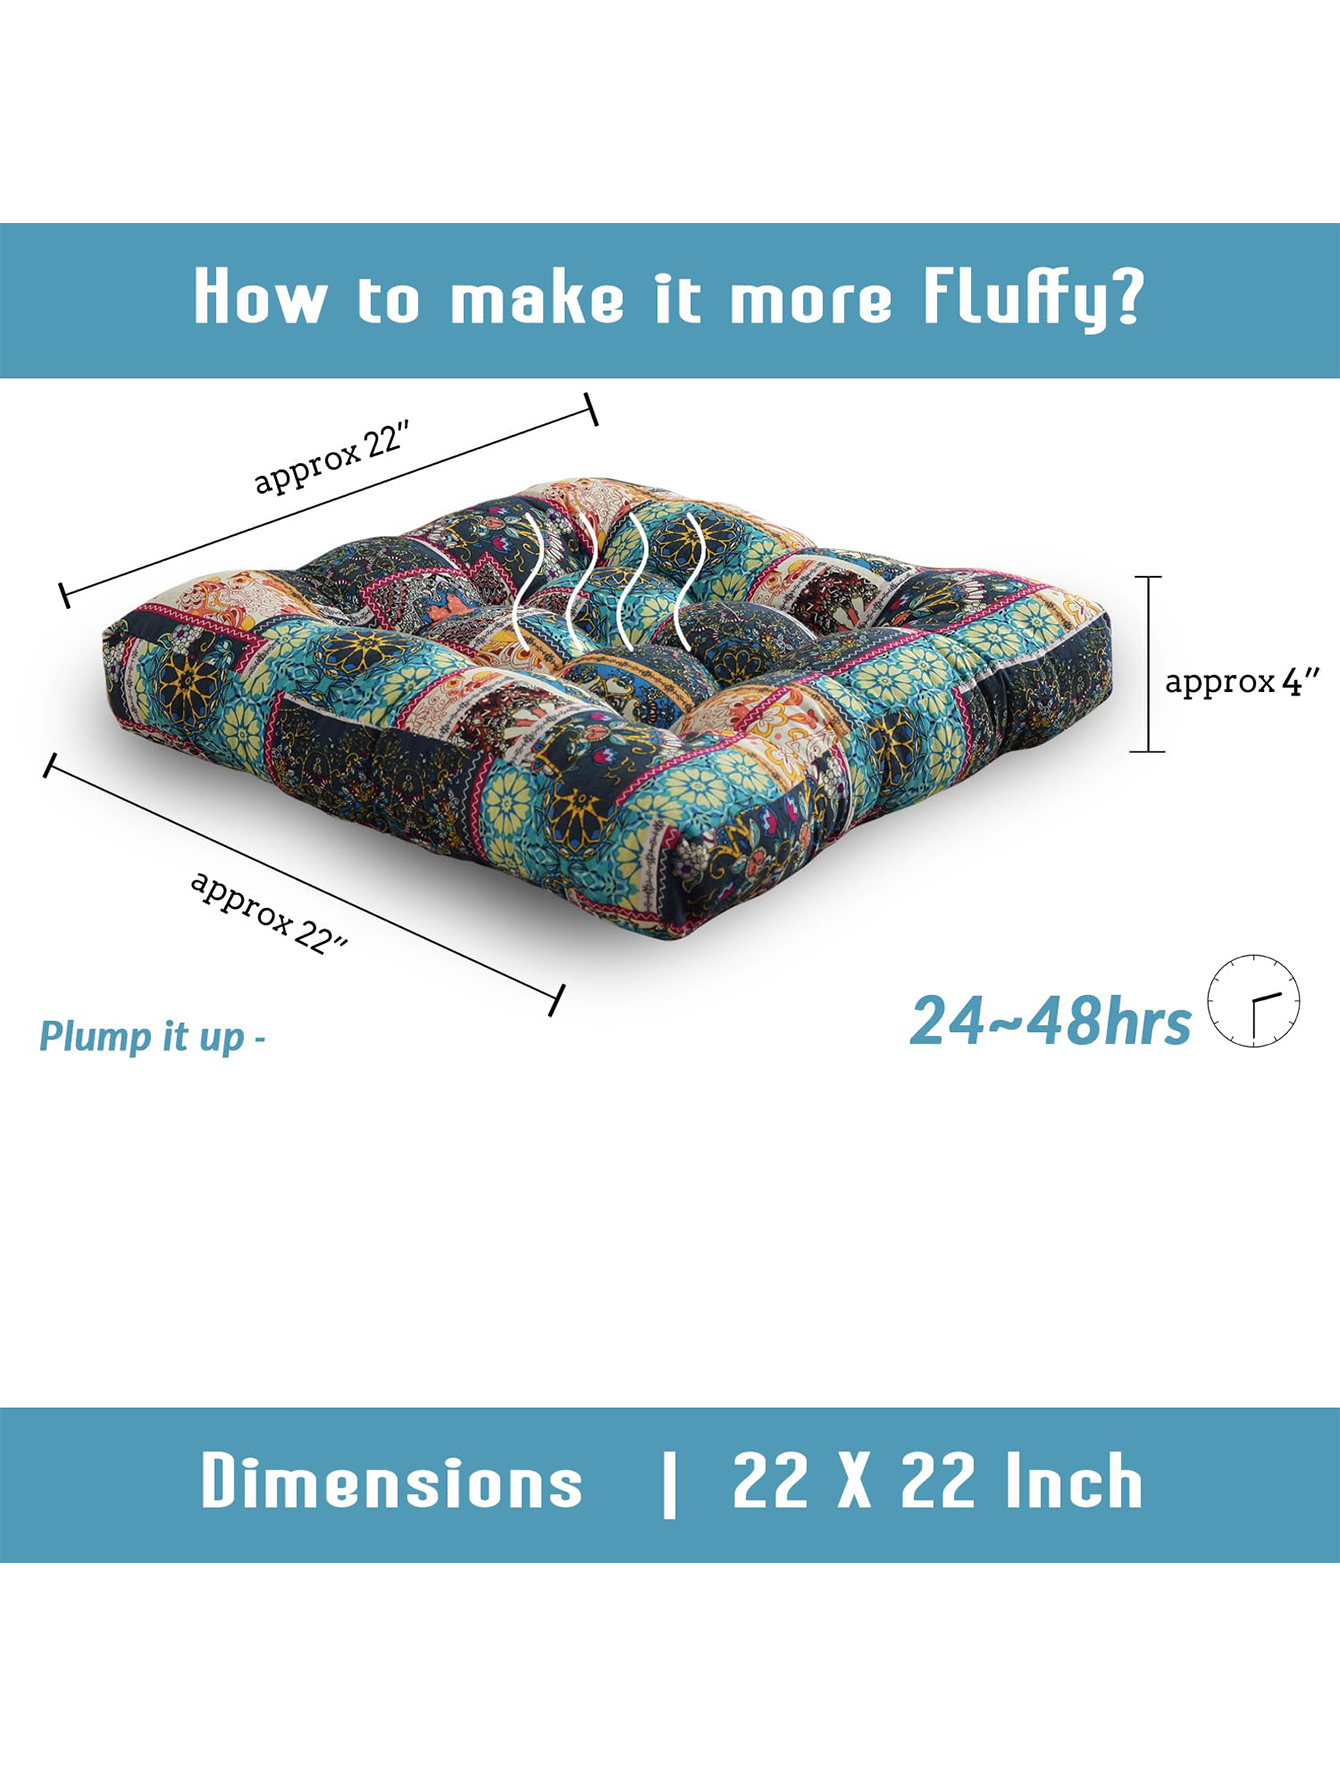 How to make it more Fluffy?
approx 22"
approx 4"
approx 22"
Plump it up -
24~48hrs
Dimensions | 22 X 22 Inch